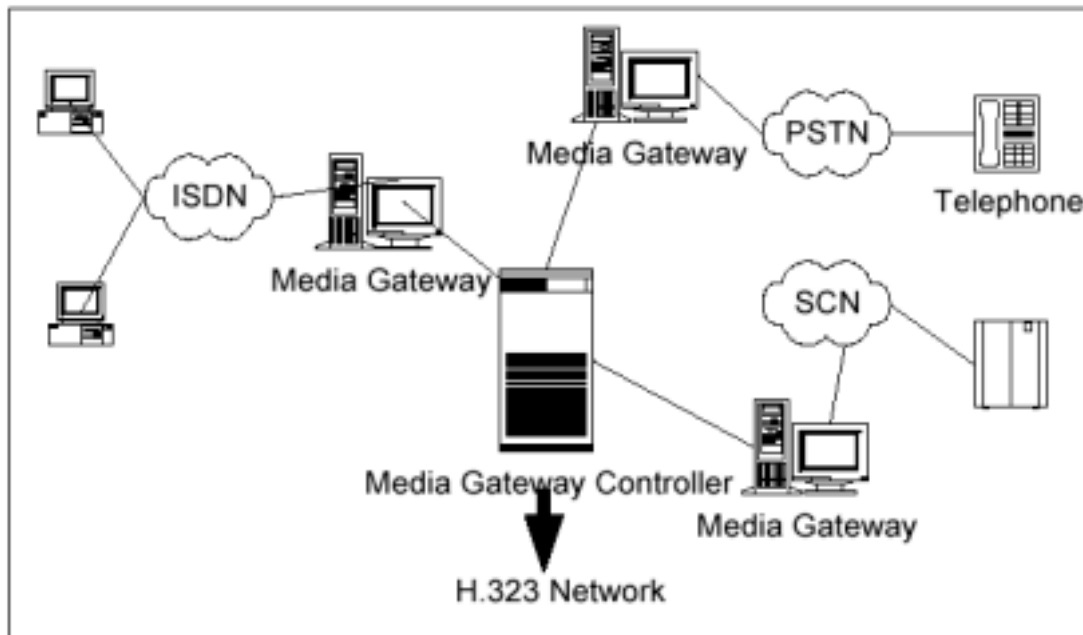 Media Gateway
PSTN
Telephone
ISDN
Media Gateway
SCN
Media Gateway Controller
Media Gateway
H.323 Network